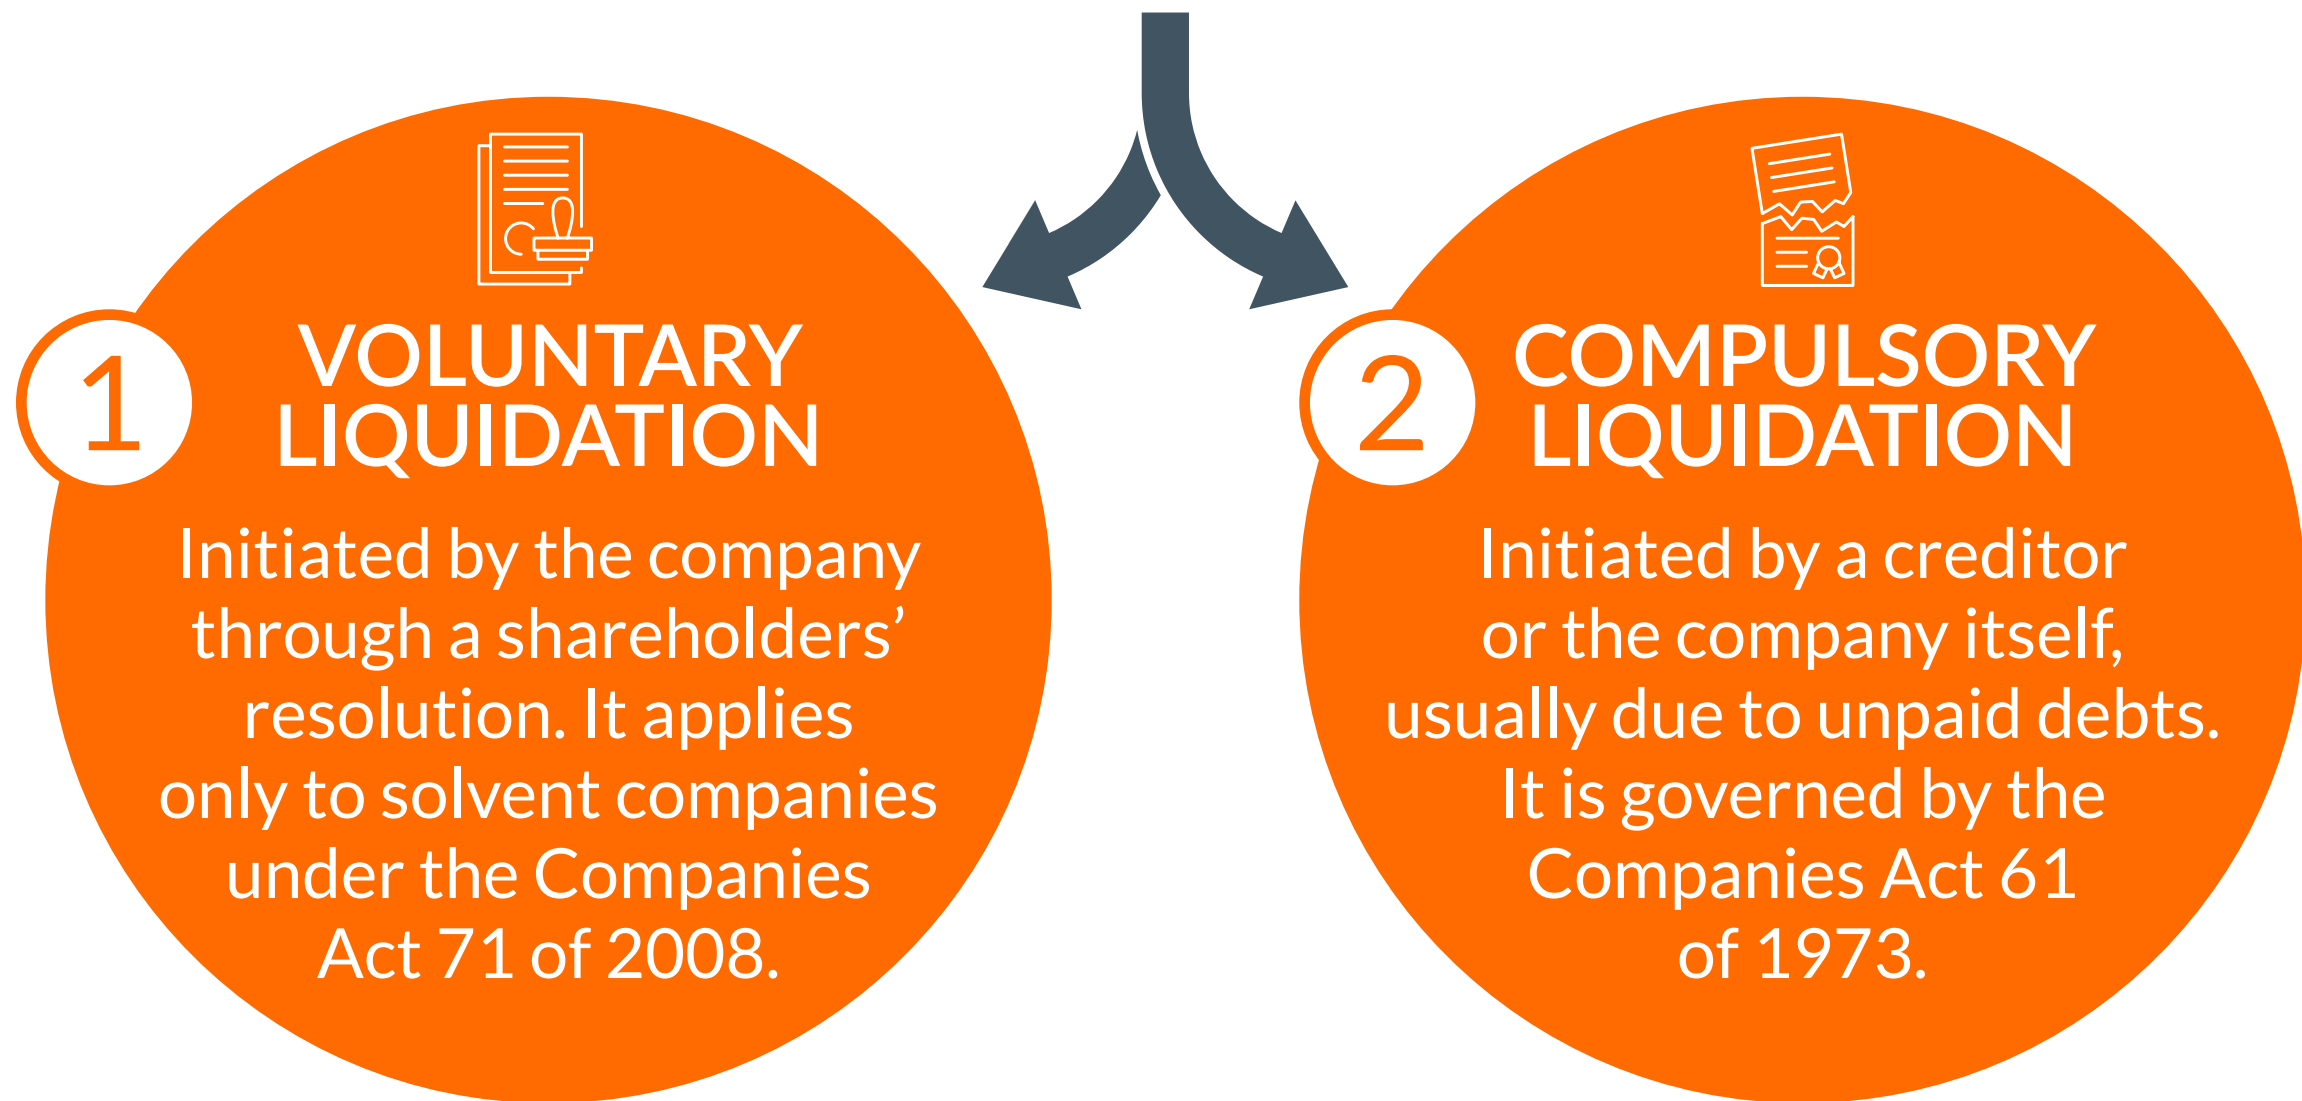 1
VOLUNTARY
LIQUIDATION
Initiated by the company
through a shareholders’
resolution. It applies
only to solvent companies
under the Companies
Act 71 of 2008.
2
COMPULSORY
LIQUIDATION
Initiated by a creditor
or the company itself,
usually due to unpaid debts.
It is governed by the
Companies Act 61
of 1973.